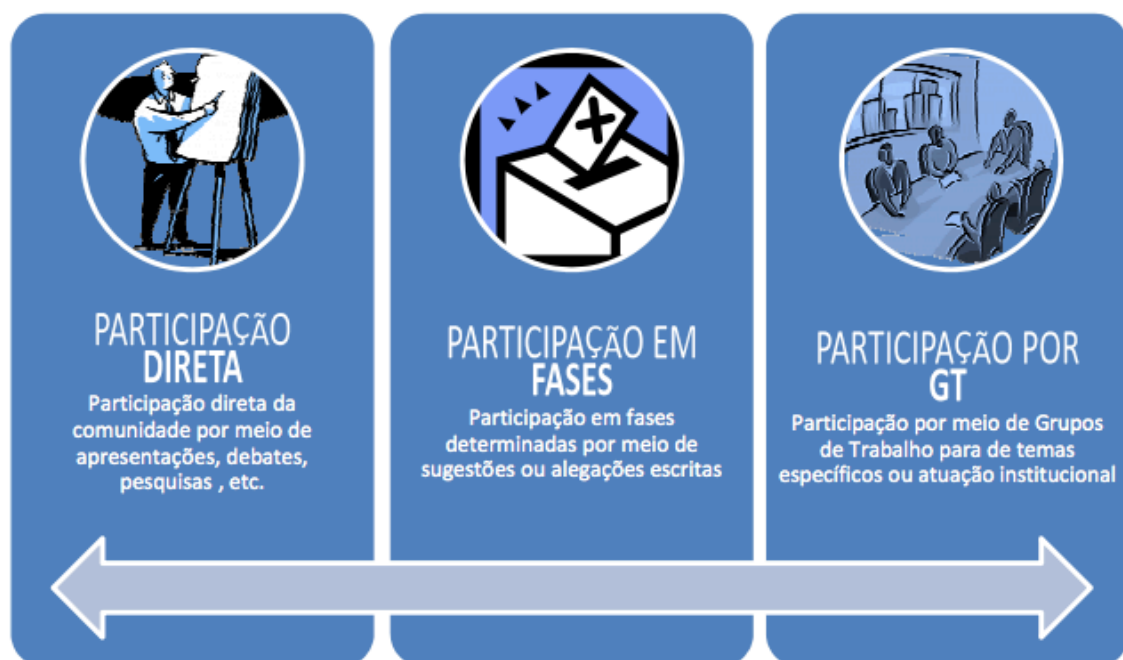 PARTICIPAÇÃO
DIRETA
Participação direta da
comunidade por meio de
apresentações, debates,
pesquisas , etc.
PARTICIPAÇÃO EM
FASES
Participação em fases
determinadas por meio de
sugestões ou alegações escritas
PARTICIPAÇÃO POR
GT
Participação por meio de Grupos
de Trabalho para de temas
específicos ou atuação institucional